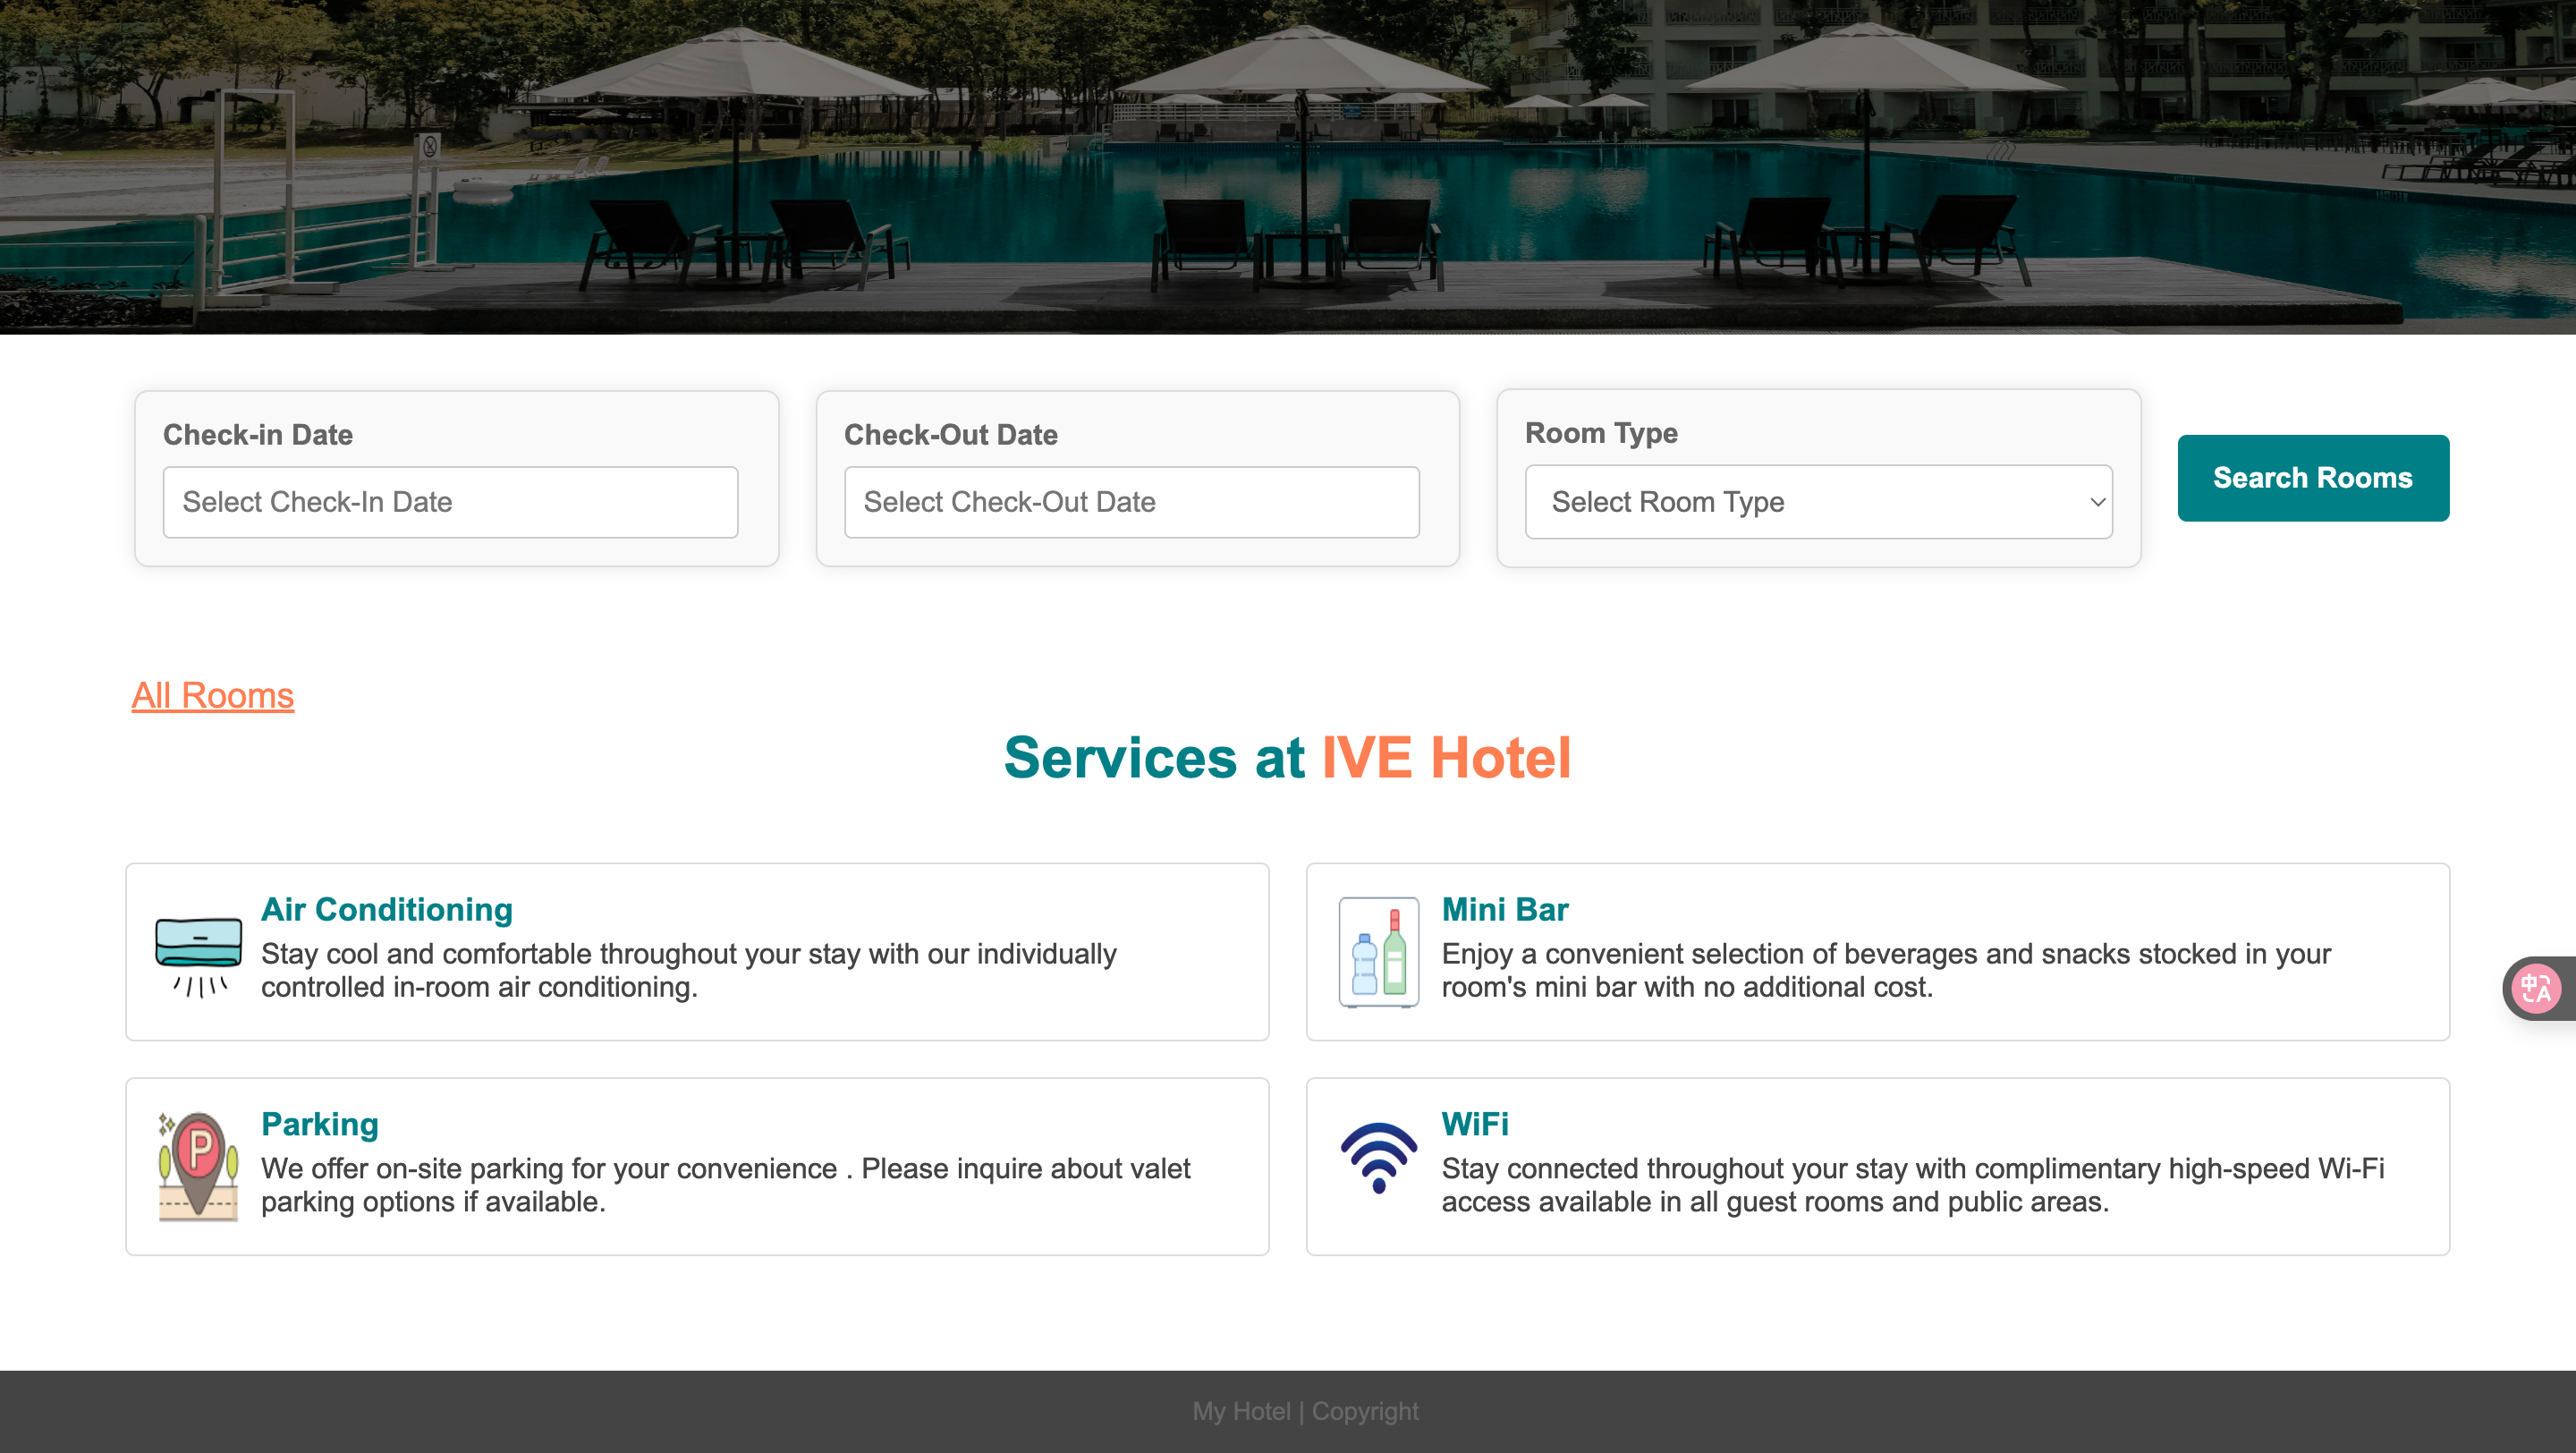 Check-in Date
Select Check-In Date
Check-Out Date
Select Check-Out Date
Room Type
Select Room Type
Search Rooms
All Rooms
Services at IVE Hotel
Air Conditioning
Stay cool and comfortable throughout your stay with our individually
controlled in-room air conditioning.
Mini Bar
Enjoy a convenient selection of beverages and snacks stocked in your
room's mini bar with no additional cost.
P
Parking
We offer on-site parking for your convenience . Please inquire about valet
parking options if available.
WiFi
Stay connected throughout your stay with complimentary high-speed Wi-Fi
access available in all guest rooms and public areas.
中A
My Hotel | Copyright